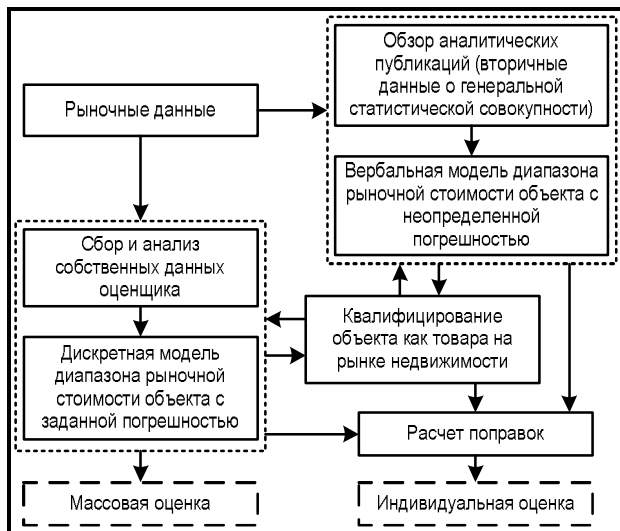 Обзор аналитических
публикаций (вторичные
данные о генеральной
статистической совокупности)
Рыночные данные
Вербальная модель диапазона
рыночной стоимости объекта с
неопределенной
погрешностью
Сбор и анализ
собственных данных
оценщика
Квалифицирование
объекта как товара на
рынке недвижимости
Дискретная модель
диапазона рыночной
стоимости объекта с
заданной погрешностью
Расчет поправок
Массовая оценка
Индивидуальная оценка